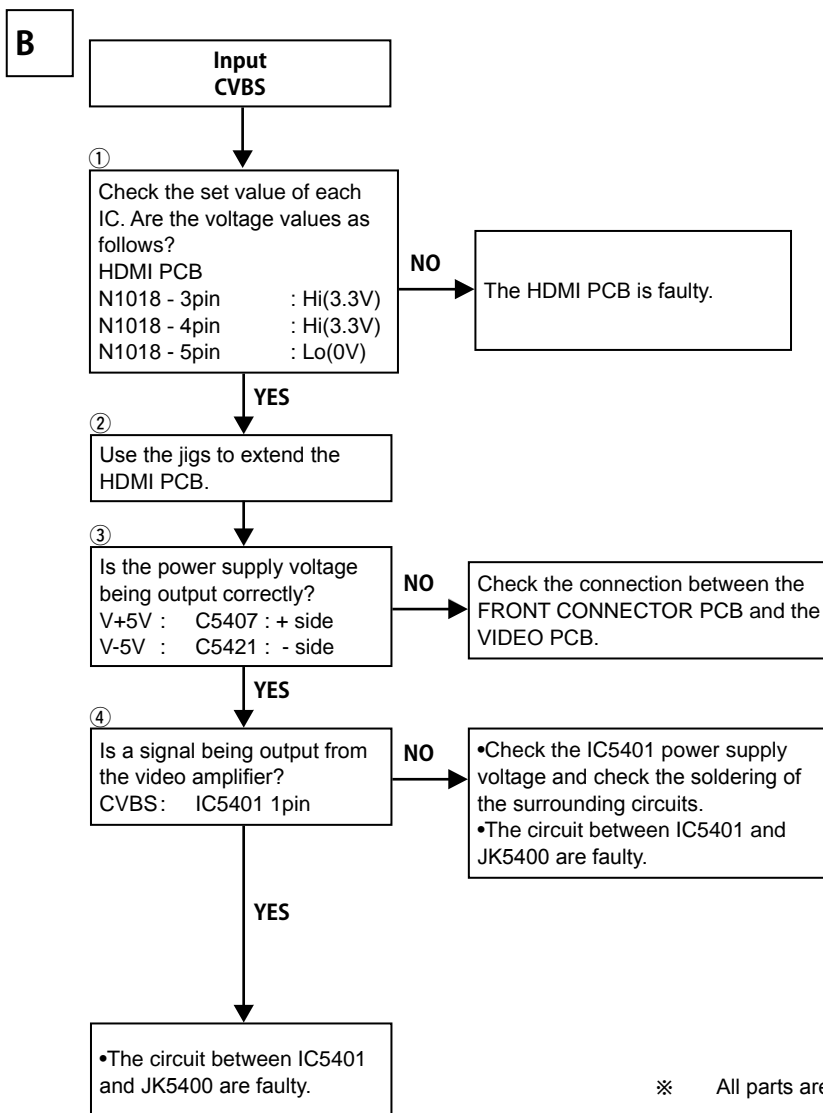 B
Input
CVBS
①
Check the set value of each
IC. Are the voltage values as
follows?
HDMI PCB
N1018 - 3pin : Hi(3.3V)
N1018 - 4pin : Hi(3.3V)
N1018 - 5pin : Lo(0V)
NO
The HDMI PCB is faulty.
YES
②
Use the jigs to extend the
HDMI PCB.
③
Is the power supply voltage
being output correctly?
V+5V : C5407 : + side
V-5V : C5421 : - side
NO
Check the connection between the
FRONT CONNECTOR PCB and the
VIDEO PCB.
YES
④
Is a signal being output from
the video amplifier?
CVBS : IC5401 1pin
NO
•Check the IC5401 power supply
voltage and check the soldering of
the surrounding circuits.
•The circuit between IC5401 and
JK5400 are faulty.
YES
•The circuit between IC5401
and JK5400 are faulty.
※ All parts are